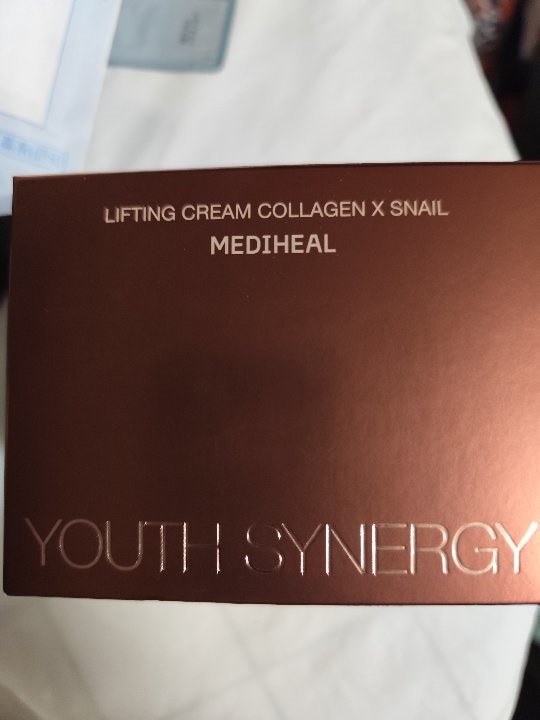 LIFTING CREAM COLLAGEN X SNAIL
MEDIHEAL
YOUTH SYNERGY